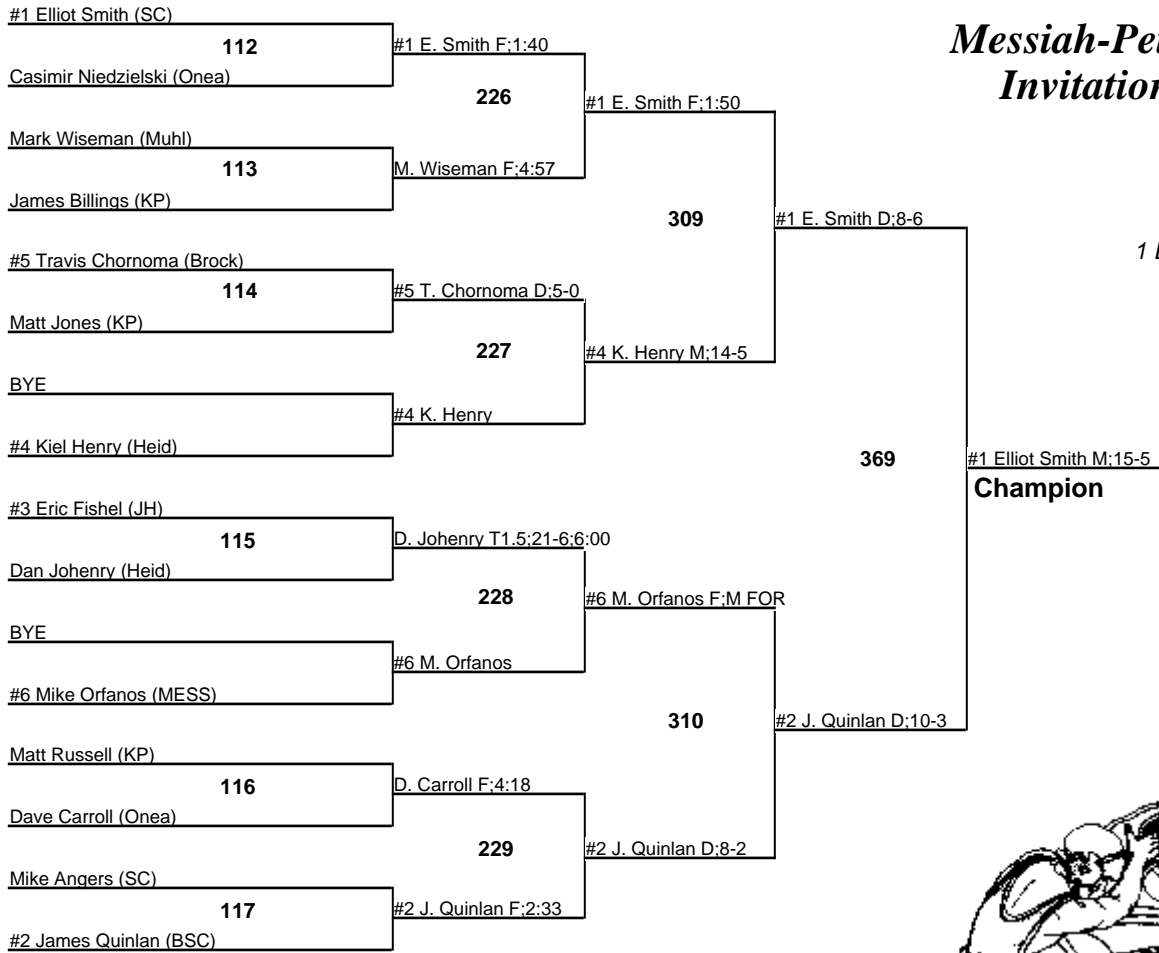 #1 Elliot Smith (SC)
112
Casimir Niedzielski (Onea)
#1 E. Smith F;1:40
226
Mark Wiseman (Muhl)
113
James Billings (KP)
M. Wiseman F;4:57
#1 E. Smith F;1:50
309
#5 Travis Chornoma (Brock)
114
Matt Jones (KP)
#5 T. Chornoma D;5-0
227
BYE
#4 Kiel Henry (Heid)
#4 K. Henry
#4 K. Henry M;14-5
#1 E. Smith D;8-6
369
#3 Eric Fishel (JH)
115
Dan Johenry (Heid)
D. Johenry T1.5;21-6;6:00
228
BYE
#6 Mike Orfanos (MESS)
#6 M. Orfanos
#6 M. Orfanos F;M FOR
310
Matt Russell (KP)
116
Dave Carroll (Onea)
D. Carroll F;4:18
229
Mike Angers (SC)
117
#2 James Quinlan (BSC)
#2 J. Quinlan F;2:33
#2 J. Quinlan D;8-2
#2 J. Quinlan D;10-3
#1 Elliot Smith M;15-5
Champion
Messiah-Pe
Invitation
1